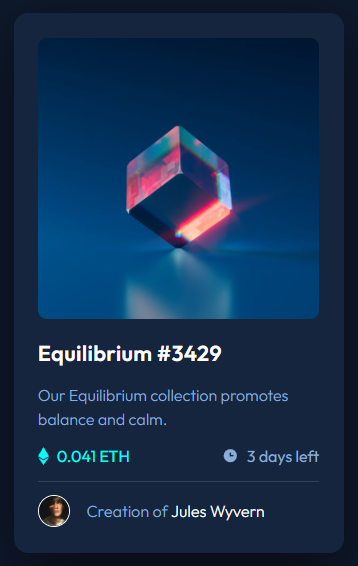 Equilibrium #3429
Our Equilibrium collection promotes
balance and calm.
0.041 ETH
3 days left
Creation of Jules Wyvern